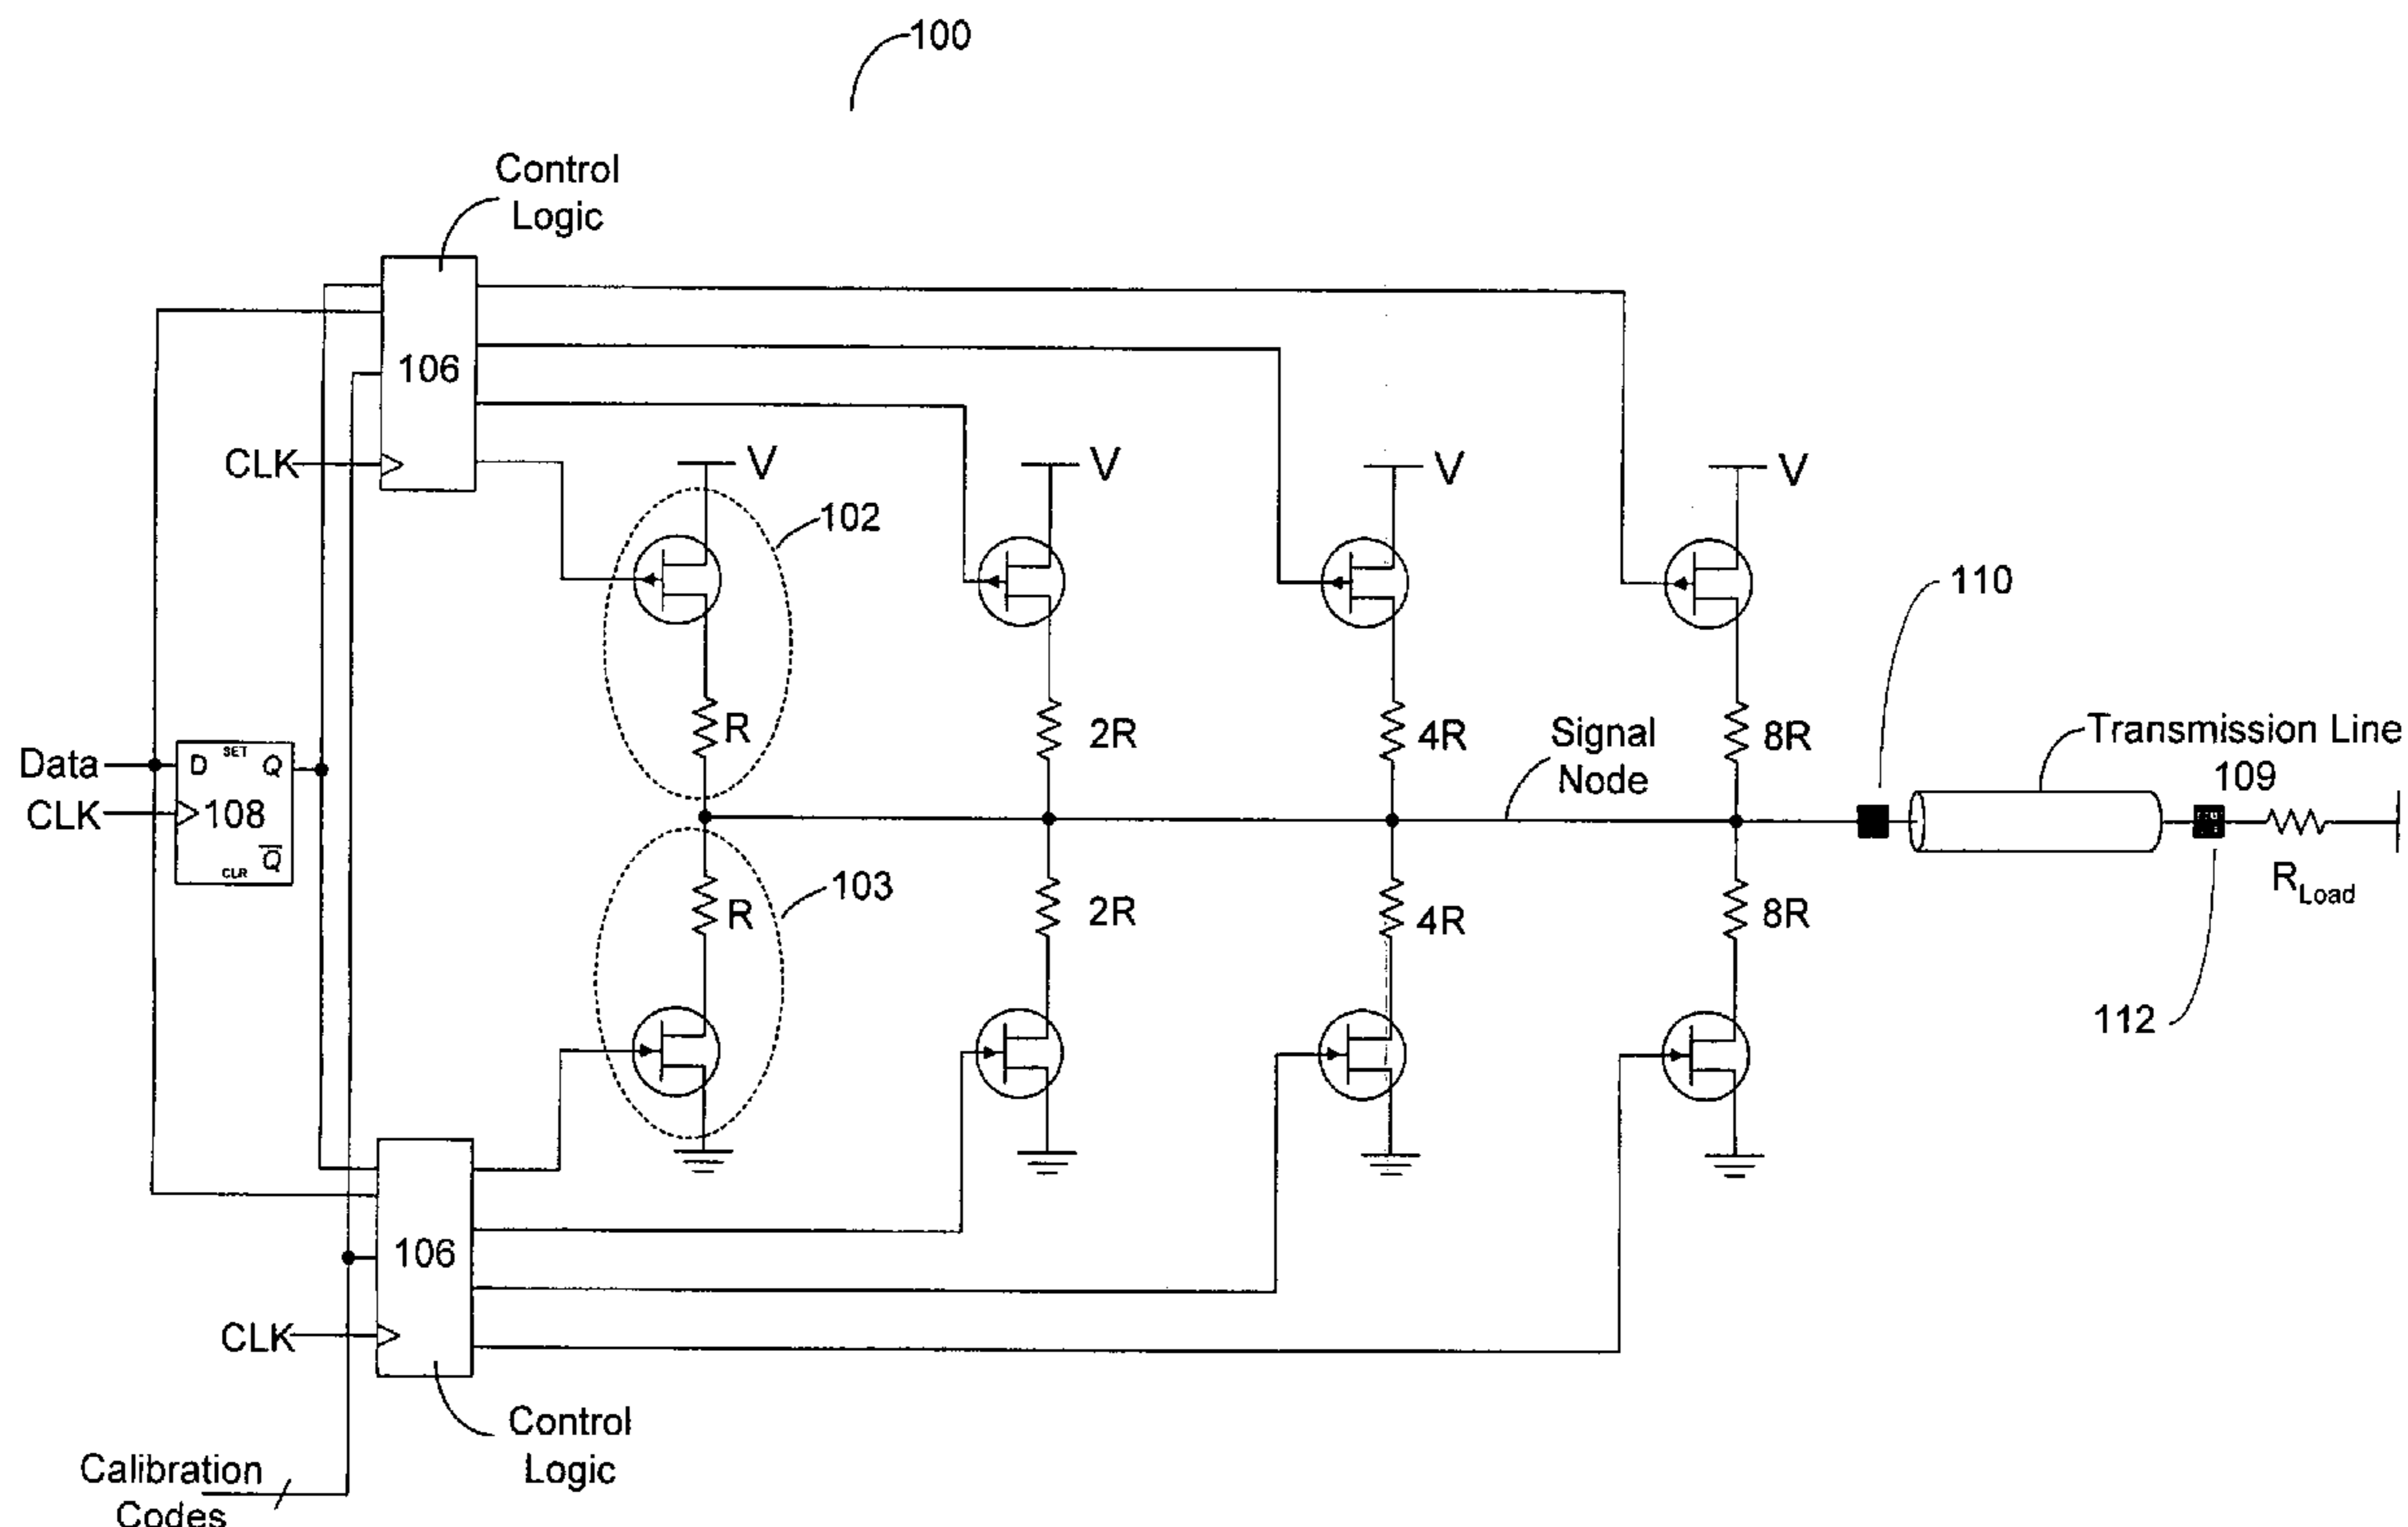 100
Control
Logic
106
CLK
V
V
V
V
102
110
R
2R
4R
8R
Signal
Node
Transmission Line
109
Data
CLK
D
SET
Q
108
Q
CLR
103
R
2R
4R
8R
R Load
112
106
CLK
Control
Logic
Calibration
Codes